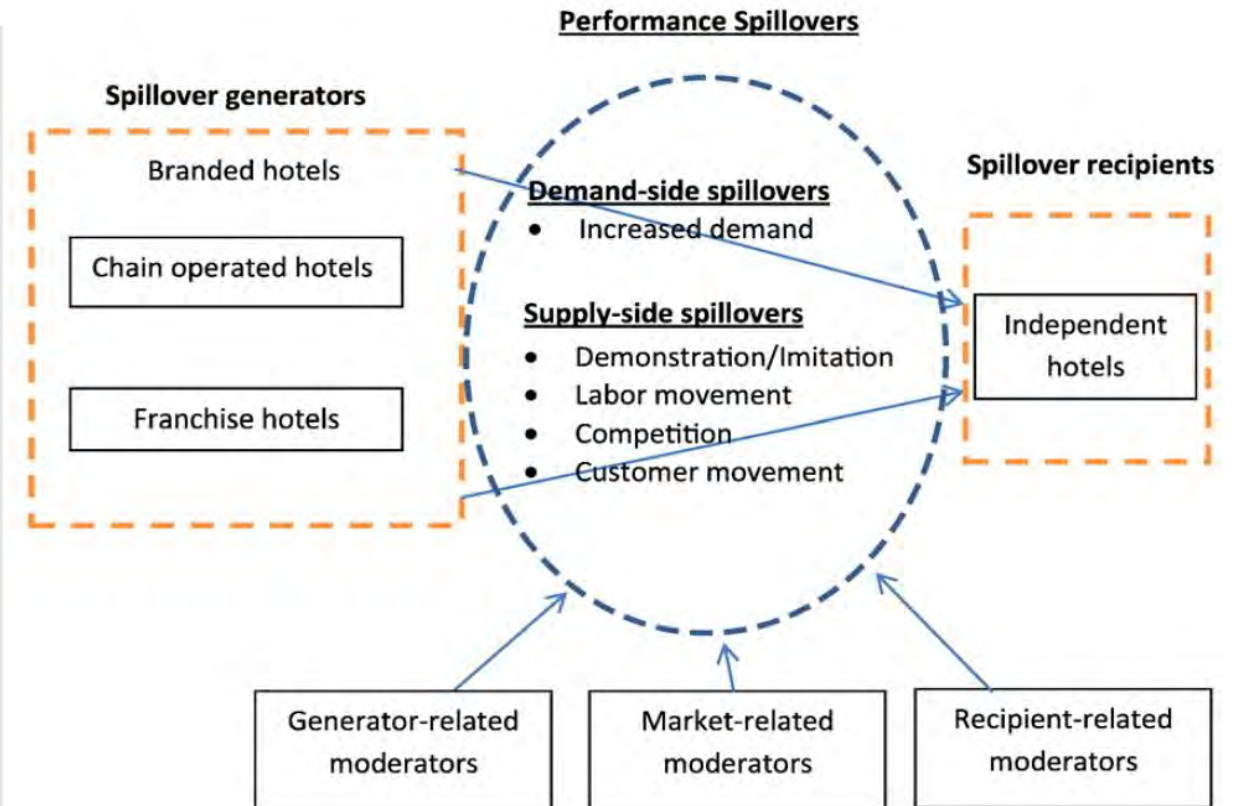 Performance Spillovers
Spillover generators
Branded hotels
Chain operated hotels
Franchise hotels
Demand-side spillovers
• Increased demand
Supply-side spillovers
• Demonstration/Imitation
• Labor movement
• Competition
• Customer movement
Spillover recipients
Independent
hotels
Generator-related
moderators
Market-related
moderators
Recipient-related
moderators